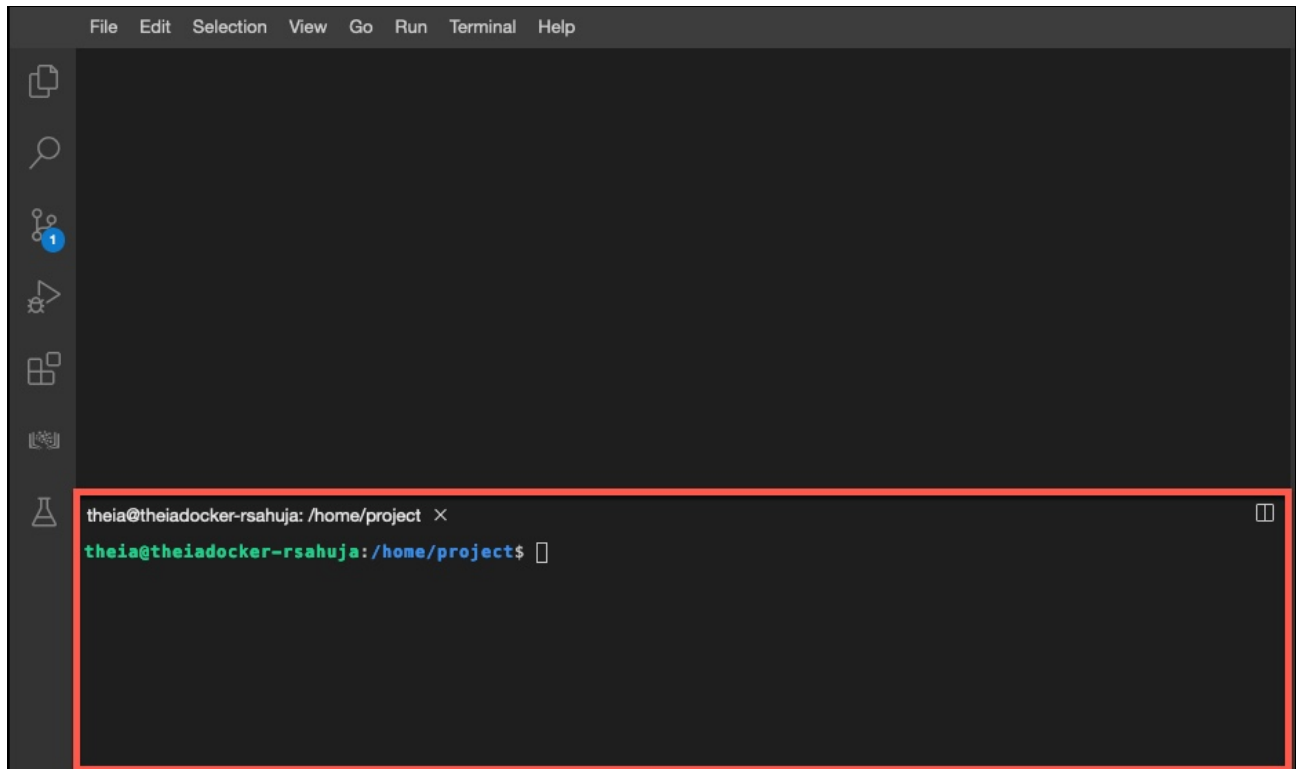 File Edit Selection View Go Run Terminal Help
1
theia@theiadocker-rsahuja: /home/project ×
theia@theiadocker-rsahuja:/home/project$